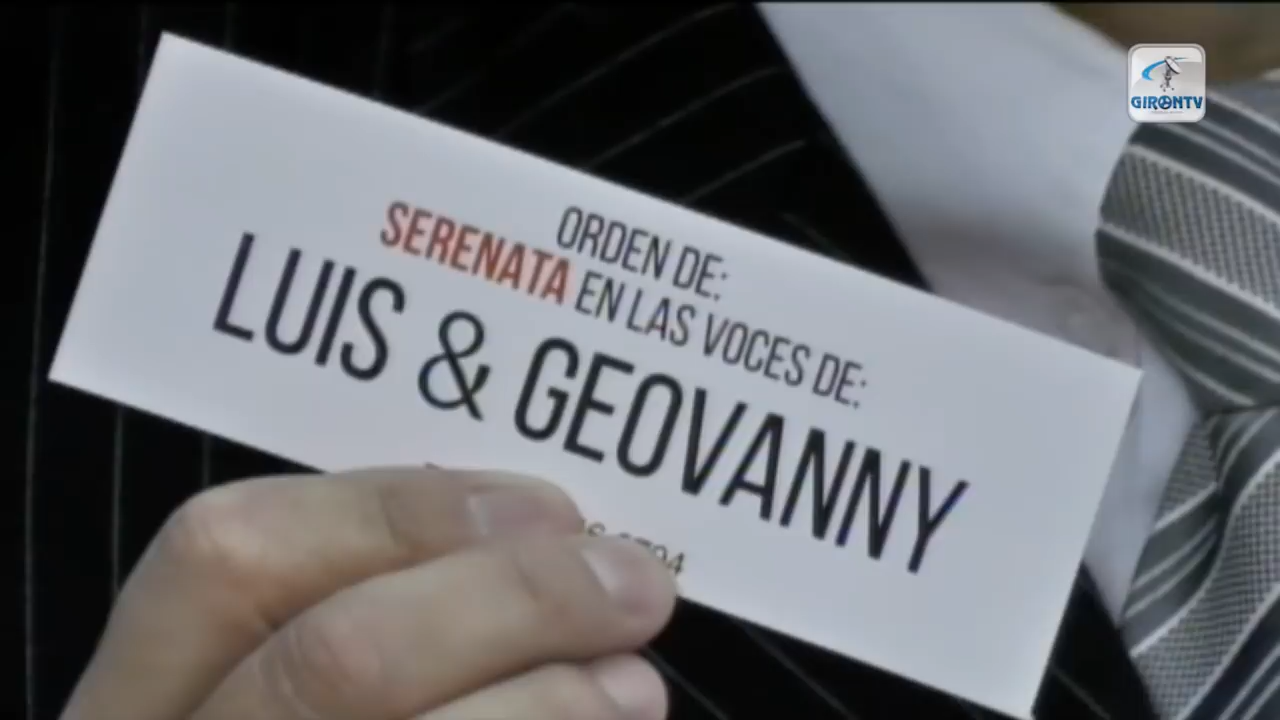 GIRONTV
ORDEN DE:
SERENATA EN LAS VOCES DE:
LUIS & GEOVANNY